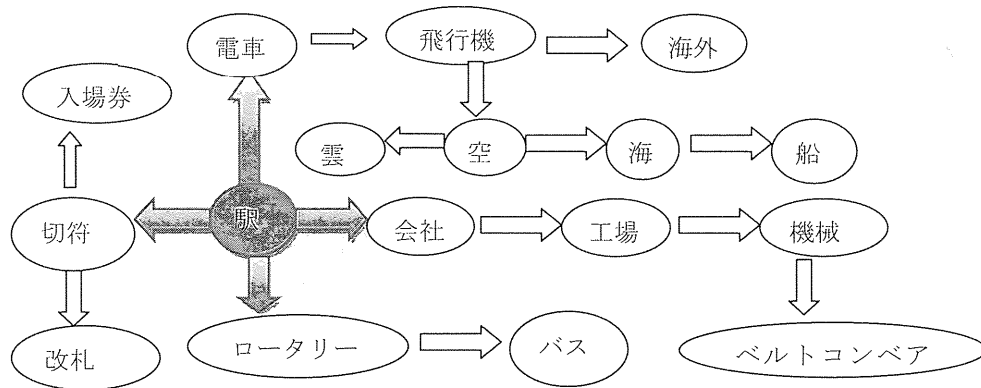 電車
飛行機
海外
入場券
雲
空
海
船
切符
駅
会社
工場
機械
改札
ロータリー
バス
ベルトコンベア